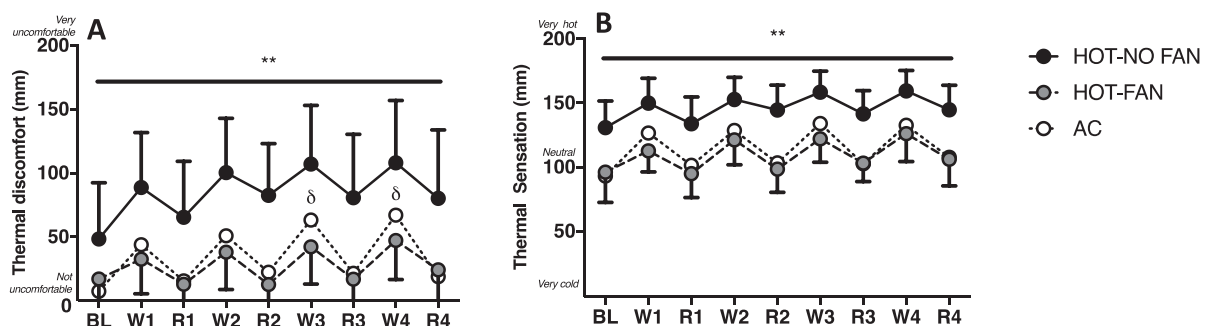 A
Very
uncomfortable
200
150
100
50
0
Not
uncomfortable
Thermal discomfort (mm)
**
δ
δ
BL W1 R1 W2 R2 W3 R3 W4 R4
B
Very hot
200
150
Neutral
100
50
Very cold
Thermal Sensation (mm)
**
BL W1 R1 W2 R2 W3 R3 W4 R4
HOT-NO FAN
HOT-FAN
AC